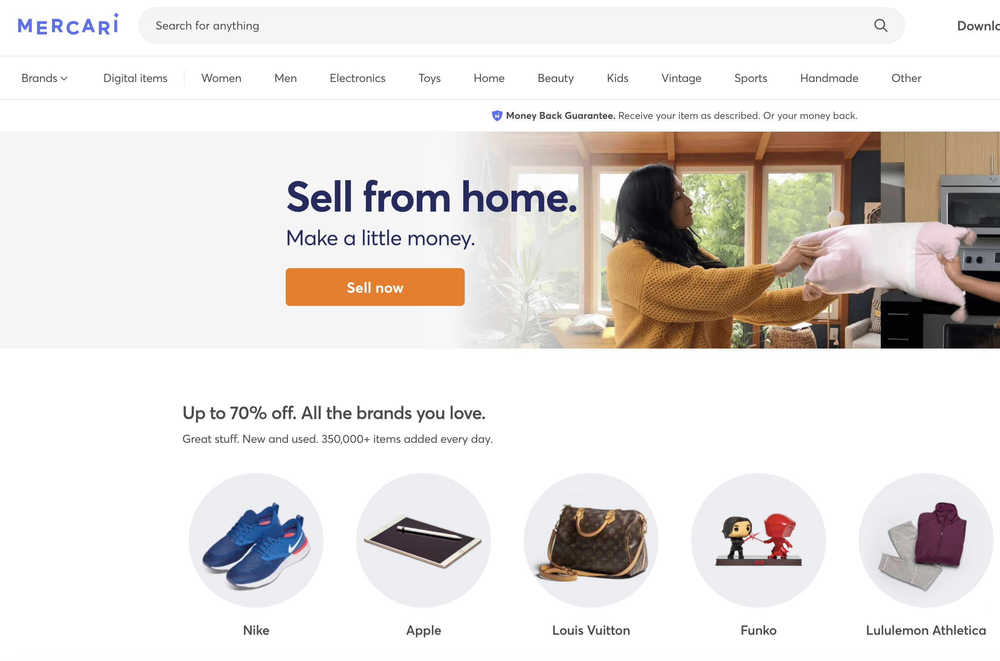 MERCARI
Search for anything
Downlo
Brands
Digital items
Women
Men
Electronics
Toys
Home
Beauty
Kids
Vintage
Sports
Handmade
Other
Money Back Guarantee. Receive your item as described. Or your money back.
Sell from home.
Make a little money.
Sell now
Up to 70% off. All the brands you love.
Great stuff. New and used. 350,000+ items added every day.
STAR
WARS
Nike
Apple
Louis Vuitton
Funko
Lululemon Athletica